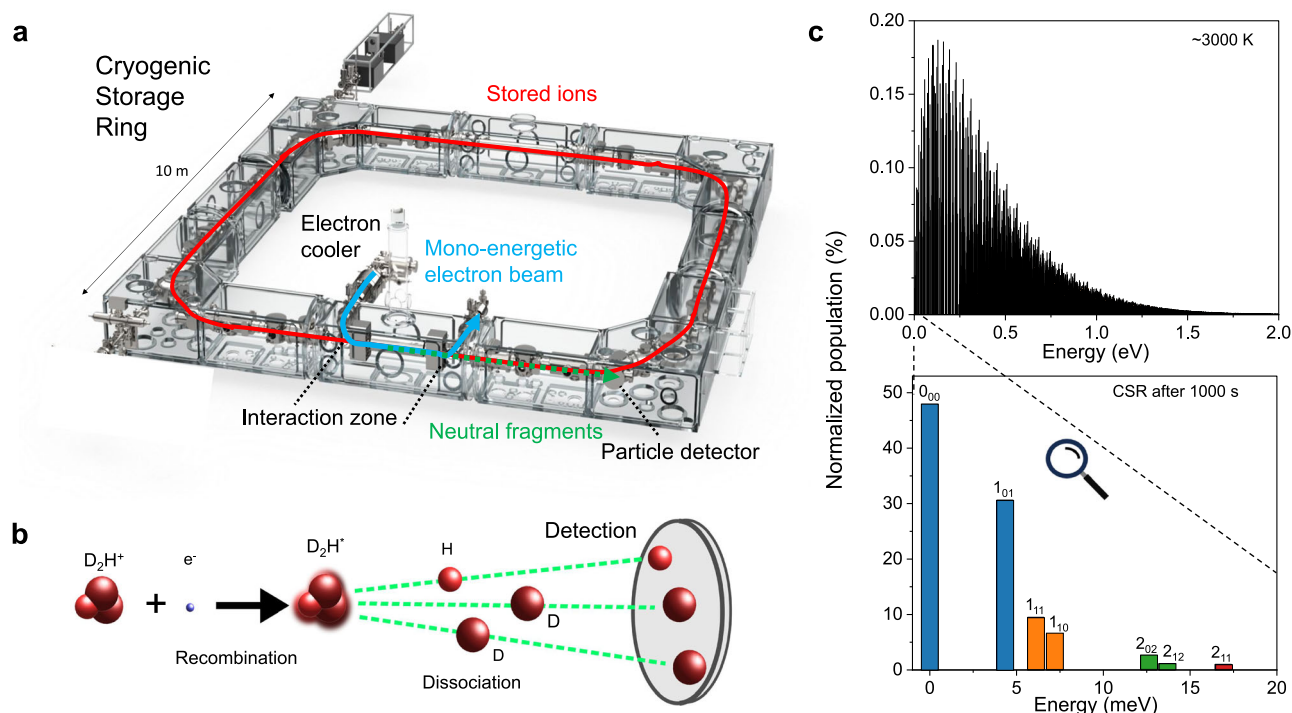 a
Cryogenic
Storage
Ring
10 m
Stored ions
Electron
cooler
Mono-energetic
electron beam
Interaction zone
Neutral fragments
Particle detector
b
D₂H⁺
e⁻
D₂H*
H
D
D
Detection
Recombination
Dissociation
c
~3000 K
0.20
0.15
0.10
0.05
0.00
0.0 0.5 1.0 1.5 2.0
Energy (eV)
Normalized population (%)
CSR after 1000 s
50
40
30
20
10
0
0₀₀
1₀₁
1₁₁
1₁₀
2₀₂
2₁₂
2₁₁
0 5 10 15 20
Energy (meV)